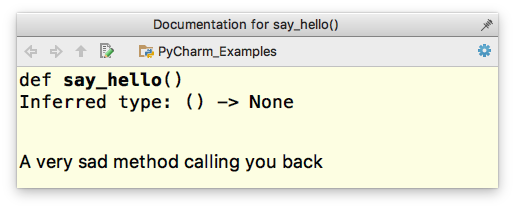 Documentation for say_hello()
PyCharm_Examples
def say_hello()
Inferred type: () -> None
A very sad method calling you back